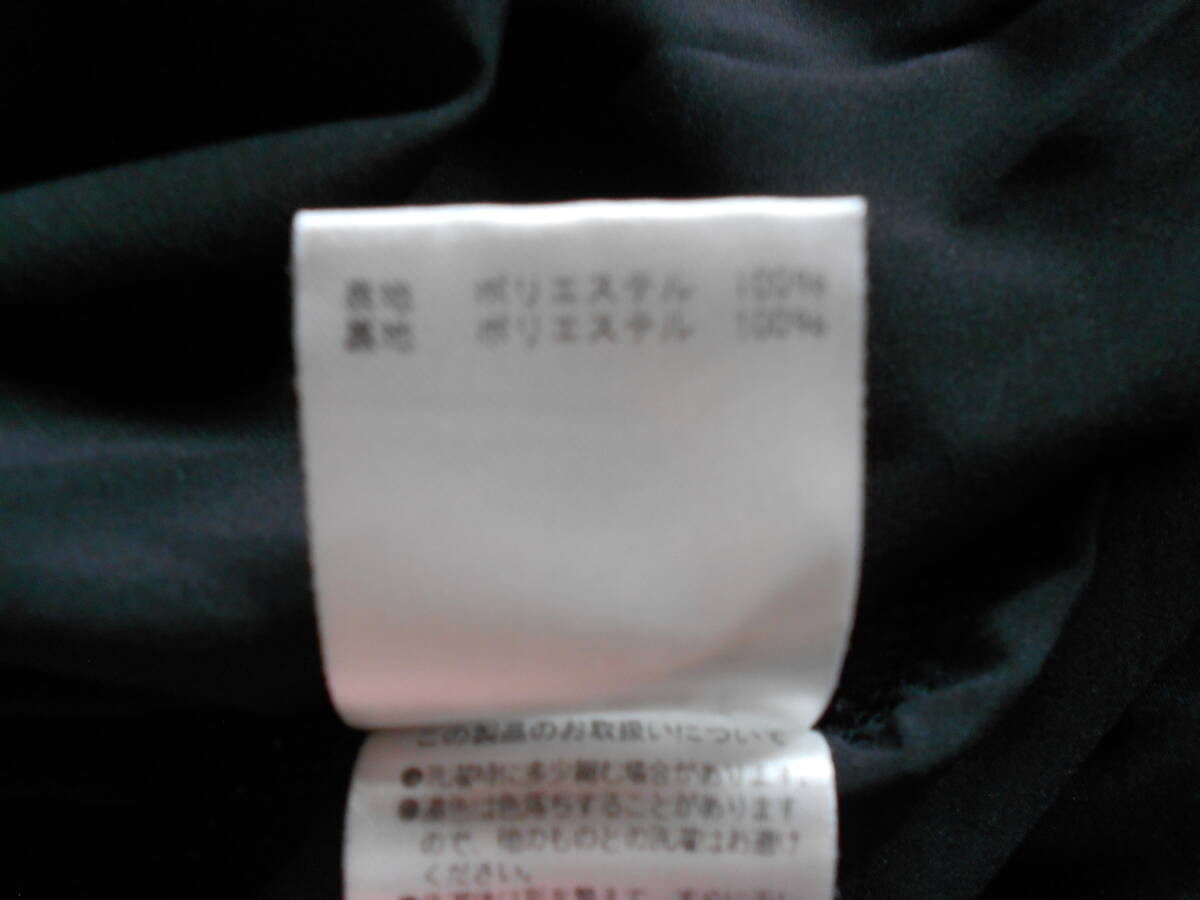 表地 ポリエステル 100%
裏地 ポリエステル 100%
この製品のお取扱いについて
●洗濯時に多少縮む場合があります。
●濃色は色落ちすることがあります
ので、他のものとの洗濯はお避け
ください。